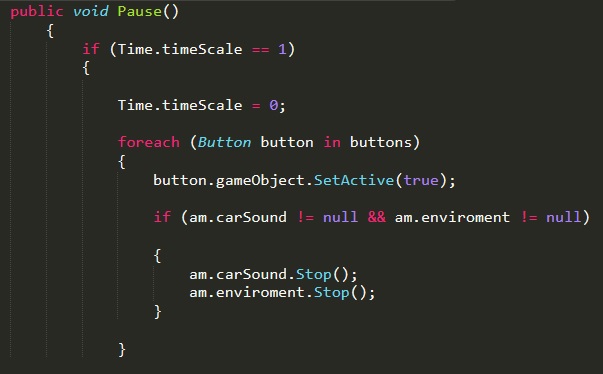 public void Pause()
{
if (Time.timeScale == 1)
{
Time.timeScale = 0;
foreach (Button button in buttons)
{
button.gameObject.SetActive(true);
if (am.carSound != null && am.enviroment != null)
{
am.carSound.Stop();
am.enviroment.Stop();
}
}